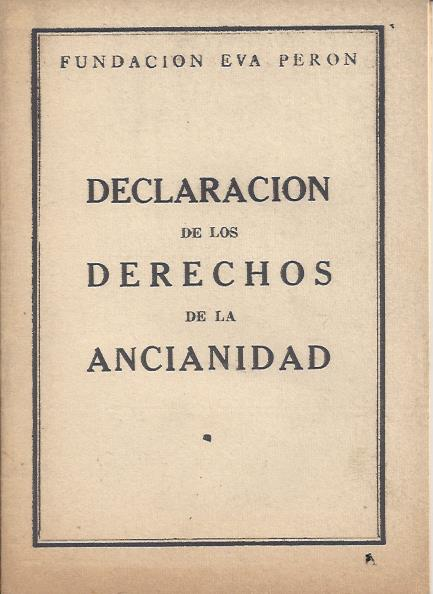 FUNDACION EVA PERON
DECLARACION
DE LOS
DERECHOS
DE LA
ANCIANIDAD